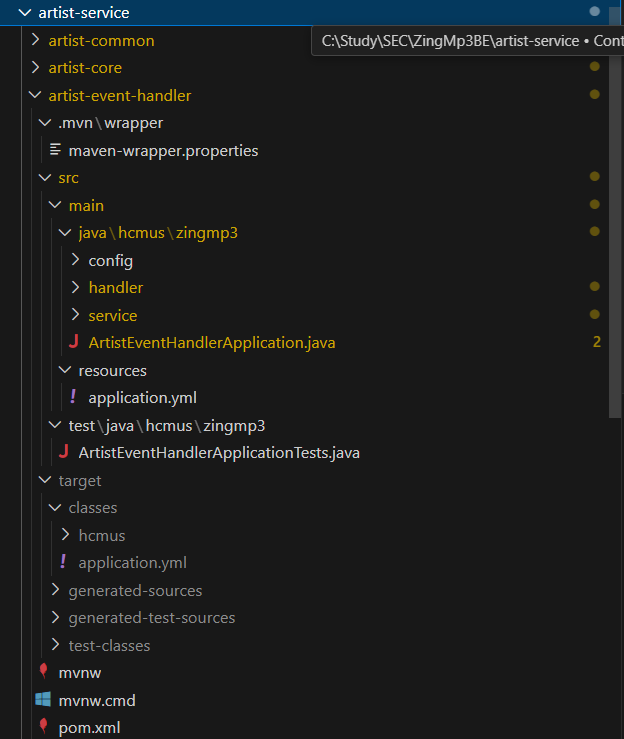 artist-service
artist-common
C:\Study\SEC\ZingMp3BE\artist-service • Cont
artist-core
artist-event-handler
.mvn\wrapper
maven-wrapper.properties
src
main
java\hcmus\zingmp3
config
handler
service
ArtistEventHandlerApplication.java 2
resources
application.yml
test\java\hcmus\zingmp3
ArtistEventHandlerApplicationTests.java
target
classes
hcmus
application.yml
generated-sources
generated-test-sources
test-classes
mvnw
mvnw.cmd
pom.xml